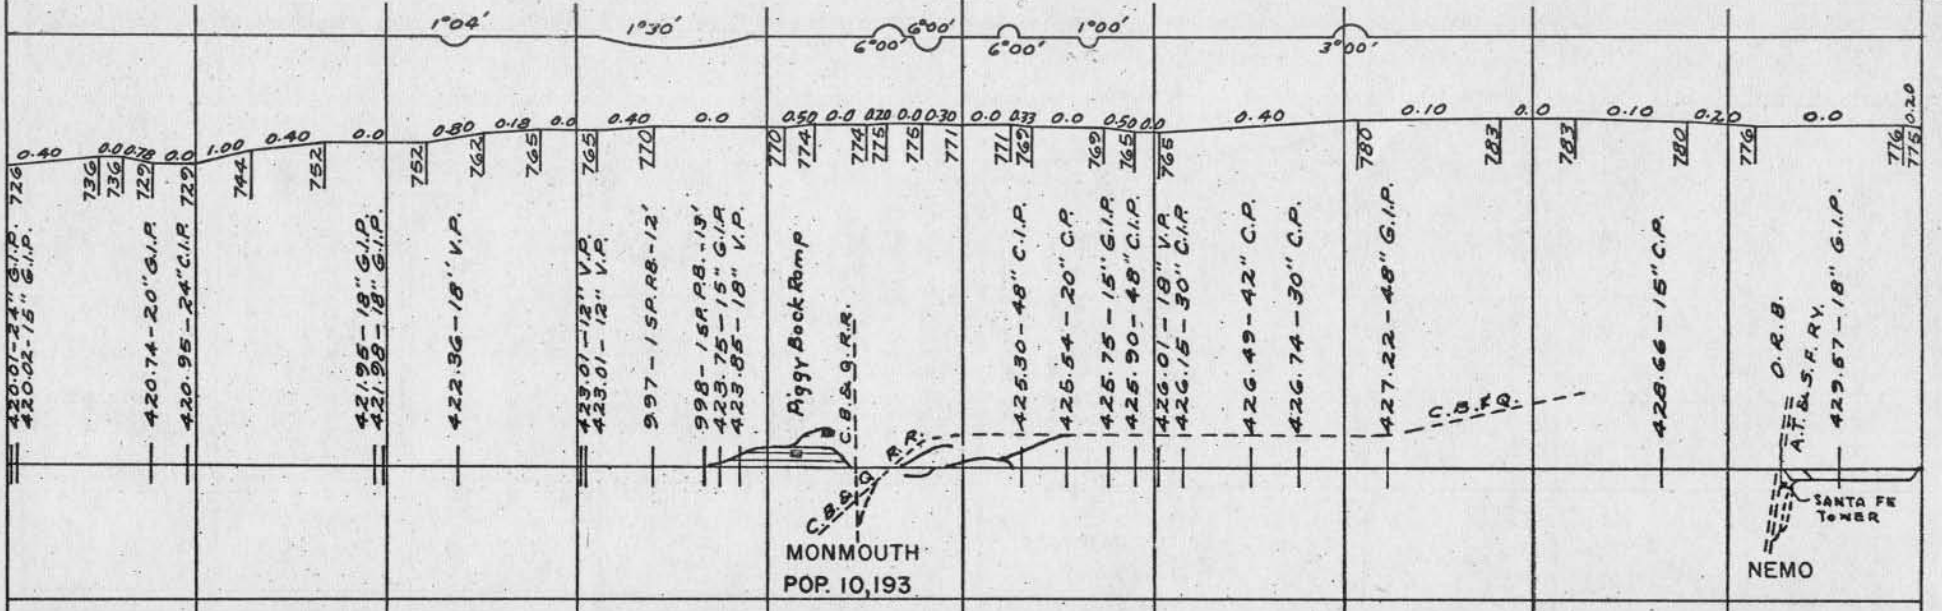 1°04'
1°30'
6°00'
6°00'
6°00'
1°00'
3°00'
0.40
0.0
0.78
0.0
1.00
0.40
0.0
0.80
0.18
0.0
0.40
0.0
0.50
0.0
0.20
0.0
0.30
0.0
0.33
0.0
0.50
0.0
0.40
0.10
0.0
0.10
0.20
0.0
0.20
726
736
736
729
729
744
752
752
762
765
765
770
770
774
774
775
775
771
771
769
769
765
765
780
783
783
780
776
776
775
420.01-24" G.I.P.
420.02-15" G.I.P.
420.74-20" G.I.P.
420.95-24" C.I.P.
421.95-18" G.I.P.
421.98-18" G.I.P.
422.36-18" V.P.
423.01-12" V.P.
423.01-12" V.P.
997-1 SP. P.B.-12'
998-1 SP. P.B.-13'
423.75-15" G.I.P.
423.85-18" V.P.
Piggy Back Ramp
C.B.&Q.R.R.
425.30-48" C.I.P.
425.54-20" C.P.
425.75-15" G.I.P.
425.90-48" C.I.P.
426.01-18" V.P.
426.15-30" C.I.P.
426.49-42" C.P.
426.74-30" C.P.
427.22-48" G.I.P.
C.B.&Q.
428.66-15" C.P.
O.R.B.
A.T.&S.F. RY.
429.57-18" G.I.P.
C.B.&Q. R.R.
SANTA FE
TOWER
MONMOUTH
POP. 10,193
NEMO